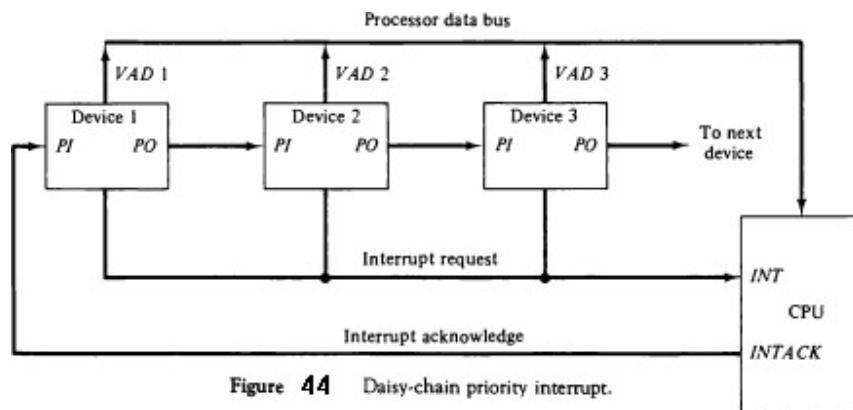 Processor data bus
VAD 1
VAD 2
VAD 3
Device 1
PI
PO
Device 2
PI
PO
Device 3
PI
PO
To next
device
Interrupt request
INT
CPU
Interrupt acknowledge
INTACK
Figure 44 Daisy-chain priority interrupt.